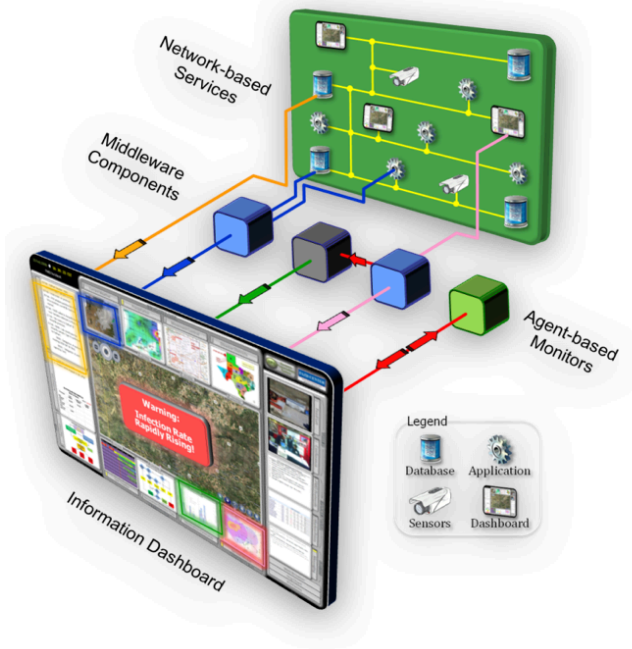 Network-based
Services
Middleware
Components
Agent-based
Monitors
Warning:
Infection Rate
Rapidly Rising!
Information Dashboard
Legend
Database
Application
Sensors
Dashboard